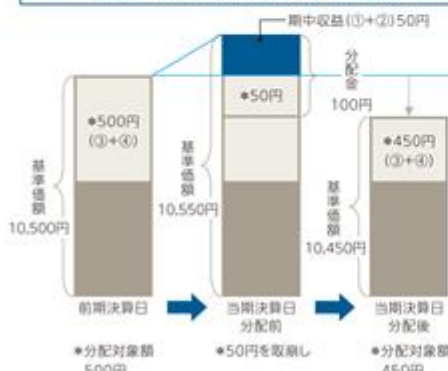 期中収益(①+②)50円
分配金
100円
*500円
(③+④)
*50円
*450円
(③+④)
基準価額
10,500円
基準価額
10,550円
基準価額
10,450円
前期決算日
当期決算日
分配前
当期決算日
分配後
*分配対象額
500円
*50円を取崩し
*分配対象額
450円